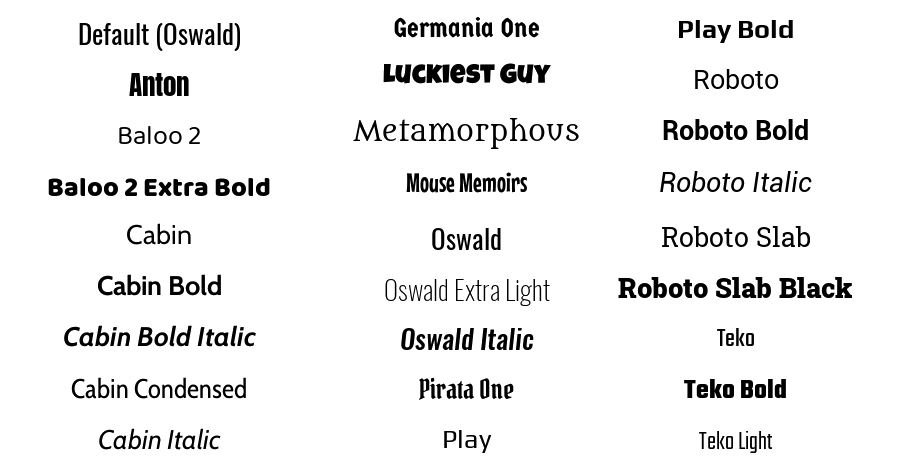 Default (Oswald)
Anton
Baloo 2
Baloo 2 Extra Bold
Cabin
Cabin Bold
Cabin Bold Italic
Cabin Condensed
Cabin Italic
Germania One
Luckiest Guy
Metamorphous
Mouse Memoirs
Oswald
Oswald Extra Light
Oswald Italic
Pirata One
Play
Play Bold
Roboto
Roboto Bold
Roboto Italic
Roboto Slab
Roboto Slab Black
Teko
Teko Bold
Teko Light